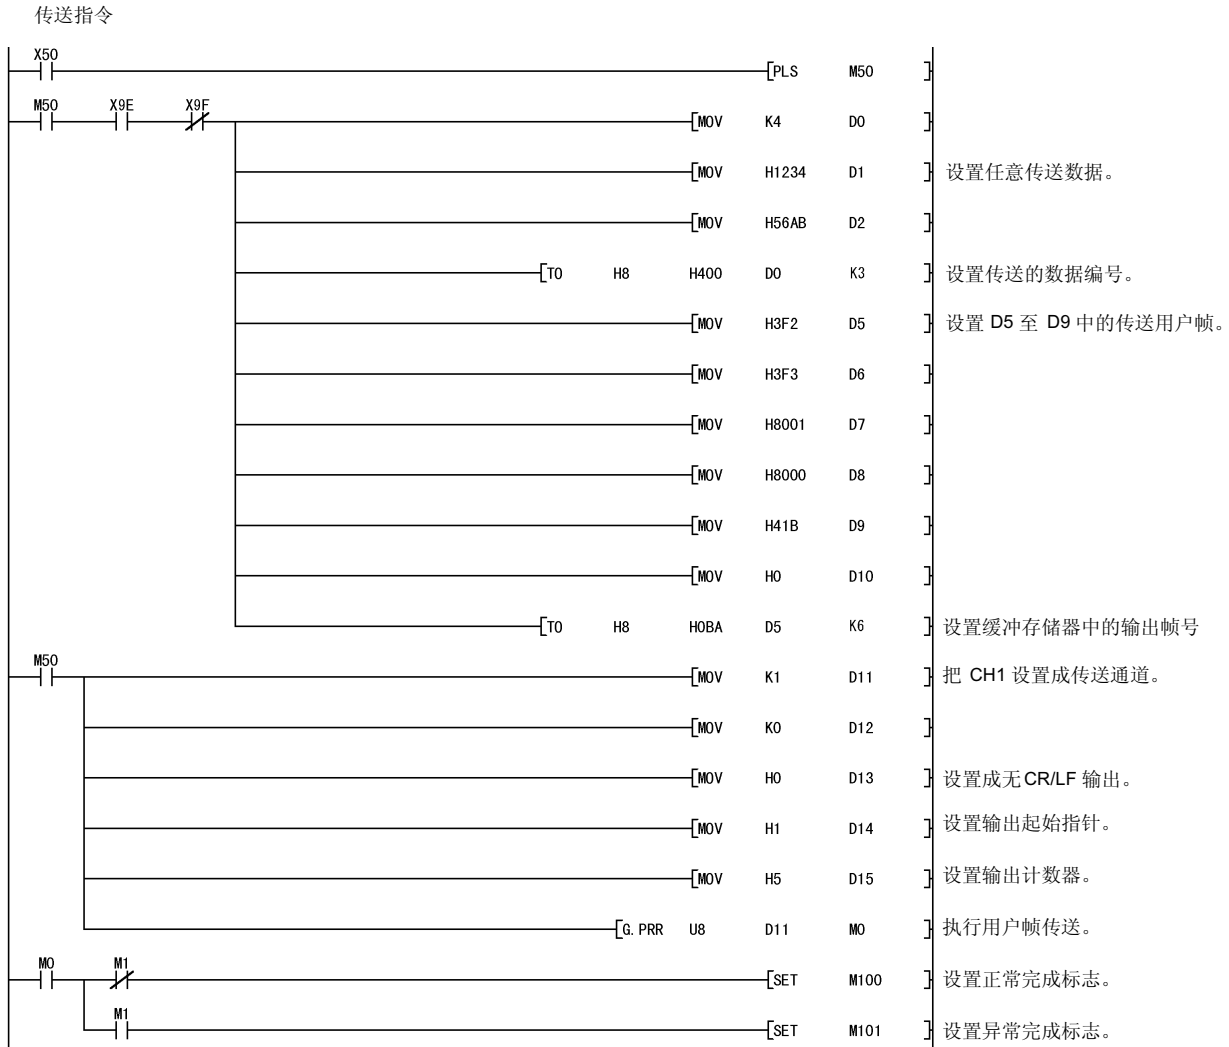 传送指令
X50
[PLS M50 ]
M50 X9E X9F
[MOV K4 D0 ]
[MOV H1234 D1 ] 设置任意传送数据。
[MOV H56AB D2 ]
[TO H8 H400 D0 K3 ] 设置传送的数据编号。
[MOV H3F2 D5 ] 设置 D5 至 D9 中的传送用户帧。
[MOV H3F3 D6 ]
[MOV H8001 D7 ]
[MOV H8000 D8 ]
[MOV H41B D9 ]
[MOV H0 D10 ]
[TO H8 H0BA D5 K6 ] 设置缓冲存储器中的输出帧号
M50
[MOV K1 D11 ] 把 CH1 设置成传送通道。
[MOV K0 D12 ]
[MOV H0 D13 ] 设置成无CR/LF 输出。
[MOV H1 D14 ] 设置输出起始指针。
[MOV H5 D15 ] 设置输出计数器。
[G.PRR U8 D11 M0 ] 执行用户帧传送。
M0 M1
[SET M100 ] 设置正常完成标志。
M1
[SET M101 ] 设置异常完成标志。